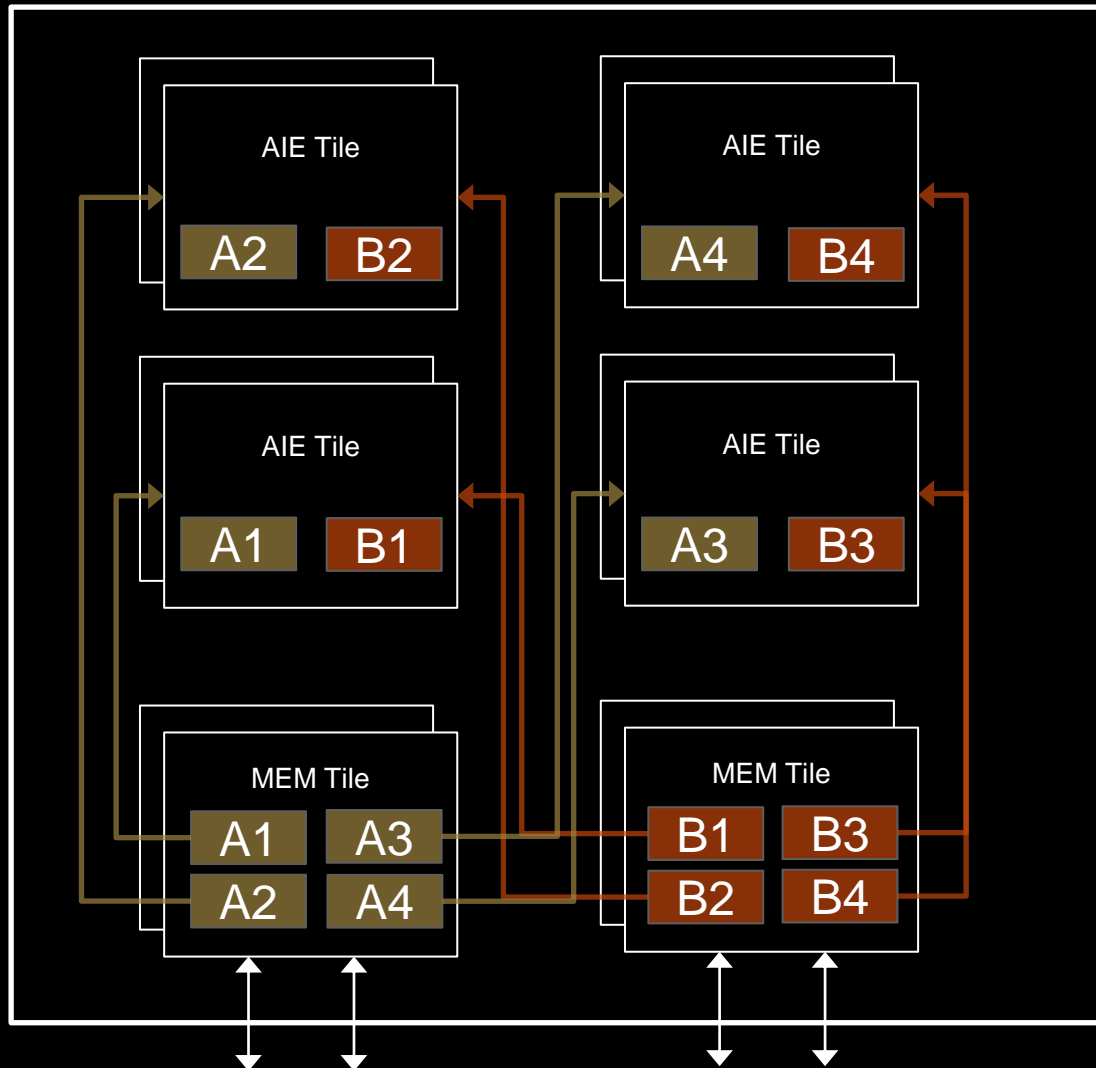 AIE Tile
A2 B2
AIE Tile
A4 B4
AIE Tile
A1 B1
AIE Tile
A3 B3
MEM Tile
A1 A3
A2 A4
MEM Tile
B1 B3
B2 B4